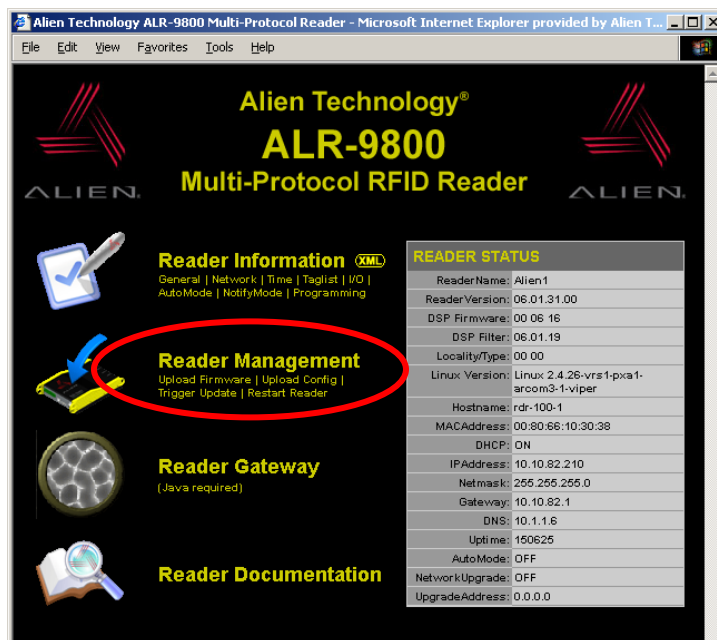 Alien Technology ALR-9800 Multi-Protocol Reader - Microsoft Internet Explorer provided by Alien T...
File Edit View Favorites Tools Help
Alien Technology®
ALR-9800
Multi-Protocol RFID Reader
ALIEN.
ALIEN.
Reader Information XML
General | Network | Time | Taglist | I/O |
AutoMode | NotifyMode | Programming
Reader Management
Upload Firmware | Upload Config |
Trigger Update | Restart Reader
Reader Gateway
(Java required)
Reader Documentation
READER STATUS
ReaderName: Alien1
ReaderVersion: 06.01.31.00
DSP Firmware: 00 06 16
DSP Filter: 06.01.19
Locality/Type: 00 00
Linux Version: Linux 2.4.26-vrs1-pxa1-
arcom3-1-viper
Hostname: rdr-100-1
MACAddress: 00:80:66:10:30:38
DHCP: ON
IPAddress: 10.10.82.210
Netmask: 255.255.255.0
Gateway: 10.10.82.1
DNS: 10.1.1.6
Uptime: 150625
AutoMode: OFF
NetworkUpgrade: OFF
UpgradeAddress: 0.0.0.0